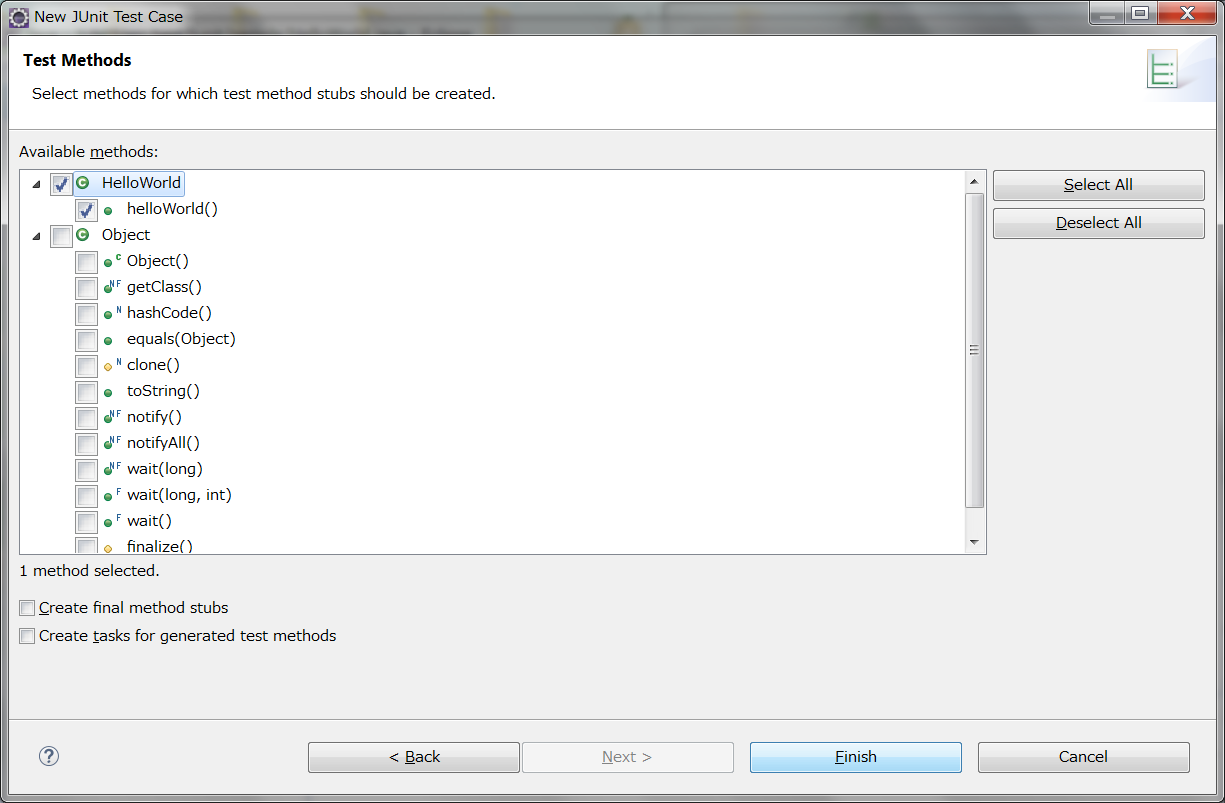 New JUnit Test Case
Test Methods
Select methods for which test method stubs should be created.
Available methods:
HelloWorld
helloWorld()
Object
C Object()
NF getClass()
N hashCode()
equals(Object)
N clone()
toString()
NF notify()
NF notifyAll()
NF wait(long)
F wait(long, int)
F wait()
finalize()
Select All
Deselect All
1 method selected.
Create final method stubs
Create tasks for generated test methods
?
< Back
Next >
Finish
Cancel